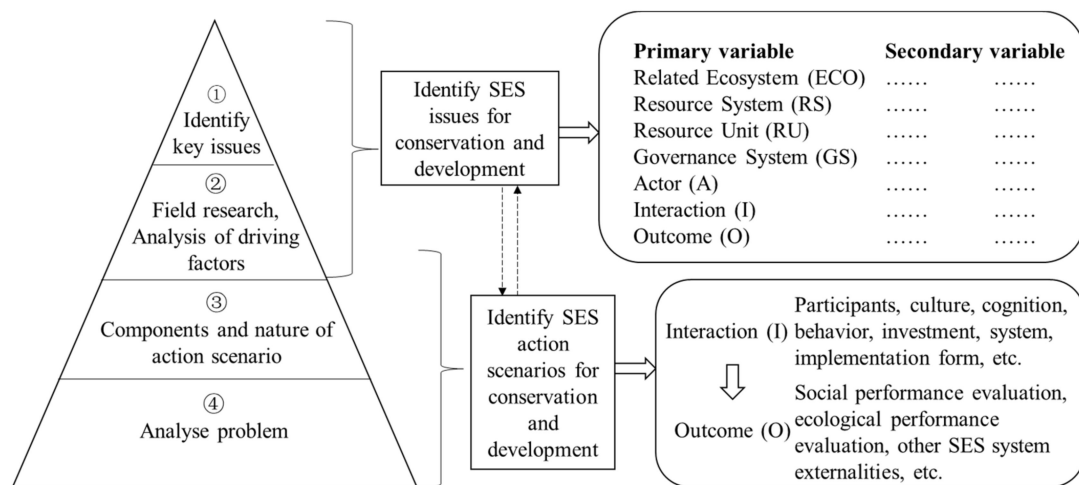 ①
Identify
key issues
②
Field research,
Analysis of driving
factors
③
Components and nature of
action scenario
④
Analyse problem
Identify SES
issues for
conservation and
development
Identify SES
action
scenarios for
conservation
and
development
Primary variable Secondary variable
Related Ecosystem (ECO) …… ……
Resource System (RS) …… ……
Resource Unit (RU) …… ……
Governance System (GS) …… ……
Actor (A) …… ……
Interaction (I) …… ……
Outcome (O) …… ……
Interaction (I)
Participants, culture, cognition,
behavior, investment, system,
implementation form, etc.
Outcome (O)
Social performance evaluation,
ecological performance
evaluation, other SES system
externalities, etc.